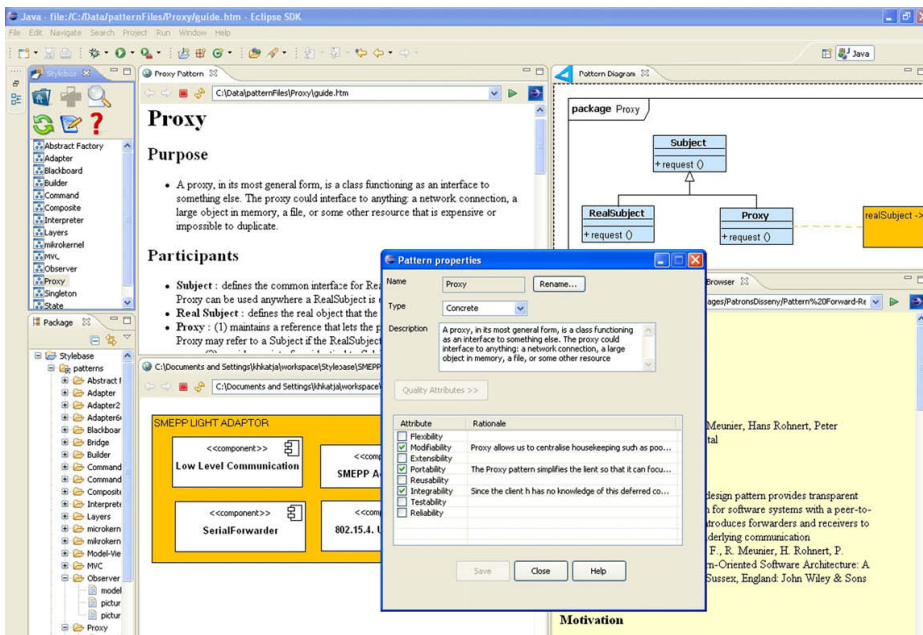 Java - file:/C:/Data/patternFiles/Proxy/guide.htm - Eclipse SDK
File Edit Navigate Search Project Run Window Help
Java
Stylebase
Abstract Factory
Adapter
Blackboard
Builder
Command
Composite
Interpreter
Layers
mikrokernel
MVC
Observer
Proxy
Singleton
State
Package
Stylebase
patterns
Abstract F
Adapter
Adapter2
Blackboar
Bridge
Builder
Command
Command
Composit
Interpret
Layers
microkern
mikrokern
Model-Vie
MVC
Observer
model
pictur
pictur
Proxy
Proxy Pattern
C:\Data\patternFiles\Proxy\guide.htm
Proxy
Purpose
• A proxy, in its most general form, is a class functioning as an interface to
something else. The proxy could interface to anything: a network connection, a
large object in memory, a file, or some other resource that is expensive or
impossible to duplicate.
Participants
• Subject : defines the common interface for Rea
Proxy can be used anywhere a RealSubject is
• Real Subject : defines the real object that the
• Proxy : (1) maintains a reference that lets the p
Proxy may refer to a Subject if the RealSubject
C:\Documents and Settings\khkatja\workspace\Stylebase\SMEPP
C:\Documents and Settings\khkatja\workspace\
SMEPP LIGHT ADAPTOR
<<component>>
Low Level Communication
<<com
SMEPP A
<<component>>
SerialForwarder
<<com
802.15.4. U
Pattern Diagram
package Proxy
Subject
+ request ()
RealSubject
+ request ()
Proxy
+ request ()
realSubject ->
Pattern properties
Name
Proxy
Rename...
Type
Concrete
Description
A proxy, in its most general form, is a class functioning
as an interface to something else. The proxy could
interface to anything: a network connection, a large
object in memory, a file, or some other resource
Quality Attributes >>
Attribute Rationale
Flexibility
Modifiability Proxy allows us to centralise housekeeping such as poo...
Extensibility
Portability The Proxy pattern simplifies the lient so that it can focu...
Reusability
Integrability Since the client h has no knowledge of this deferred co...
Testability
Reliability
Save Close Help
Browser
ages/PatronsDisseny/Pattern%20Forward-Re
Meunier, Hans Rohnert, Peter
tal
design pattern provides transparent
n for software systems with a peer-to-
ntroduces forwarders and receivers to
derlying communication
F., R. Meunier, H. Rohnert, P.
rn-Oriented Software Architecture: A
Sussex, England: John Wiley & Sons
Motivation